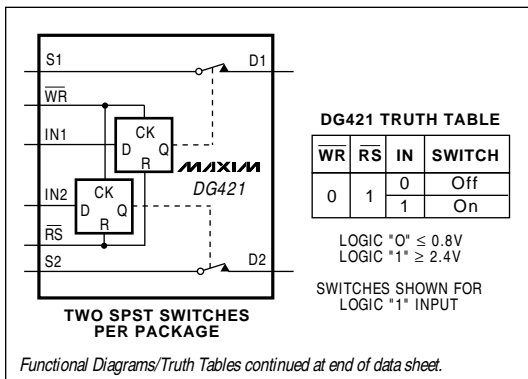 S1
D1
WR
IN1
CK
D
Q
R
MAXIM
DG421
IN2
CK
D
Q
R
RS
S2
D2
TWO SPST SWITCHES
PER PACKAGE
DG421 TRUTH TABLE
WR RS IN SWITCH
0 1 0 Off
1 On
LOGIC "O" ≤ 0.8V
LOGIC "1" ≥ 2.4V
SWITCHES SHOWN FOR
LOGIC "1" INPUT
Functional Diagrams/Truth Tables continued at end of data sheet.